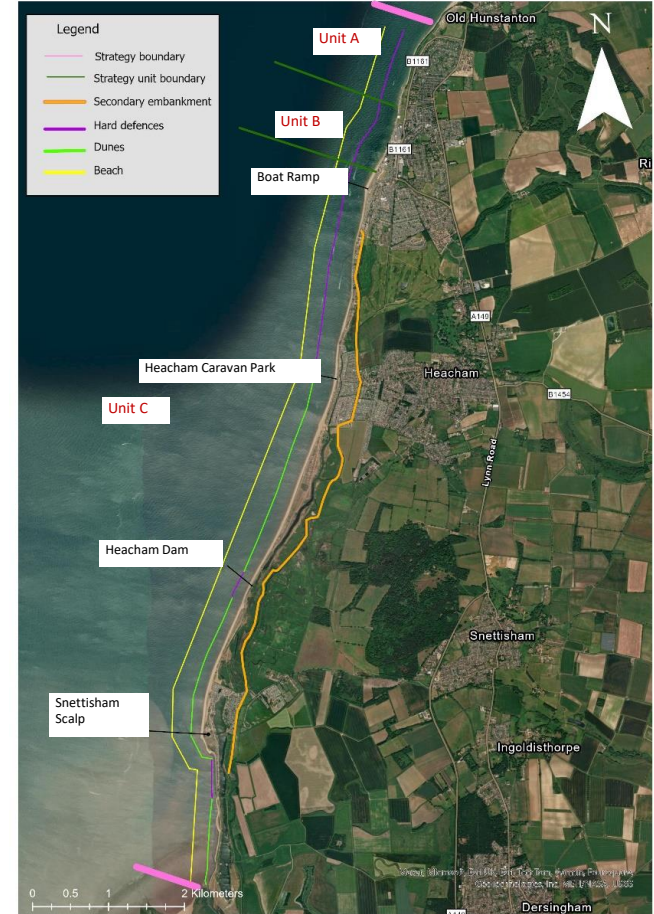 Old Hunstanton
N
Legend
Strategy boundary
Strategy unit boundary
Secondary embankment
Hard defences
Dunes
Beach
Unit A
B1161
Unit B
B1161
Ri
Boat Ramp
A149
Heacham Caravan Park
Heacham
B1454
Unit C
Lynn Road
Heacham Dam
Snettisham
Snettisham
Scalp
Ingoldisthorpe
0 0.5 1 2 Kilometers
Dersingham